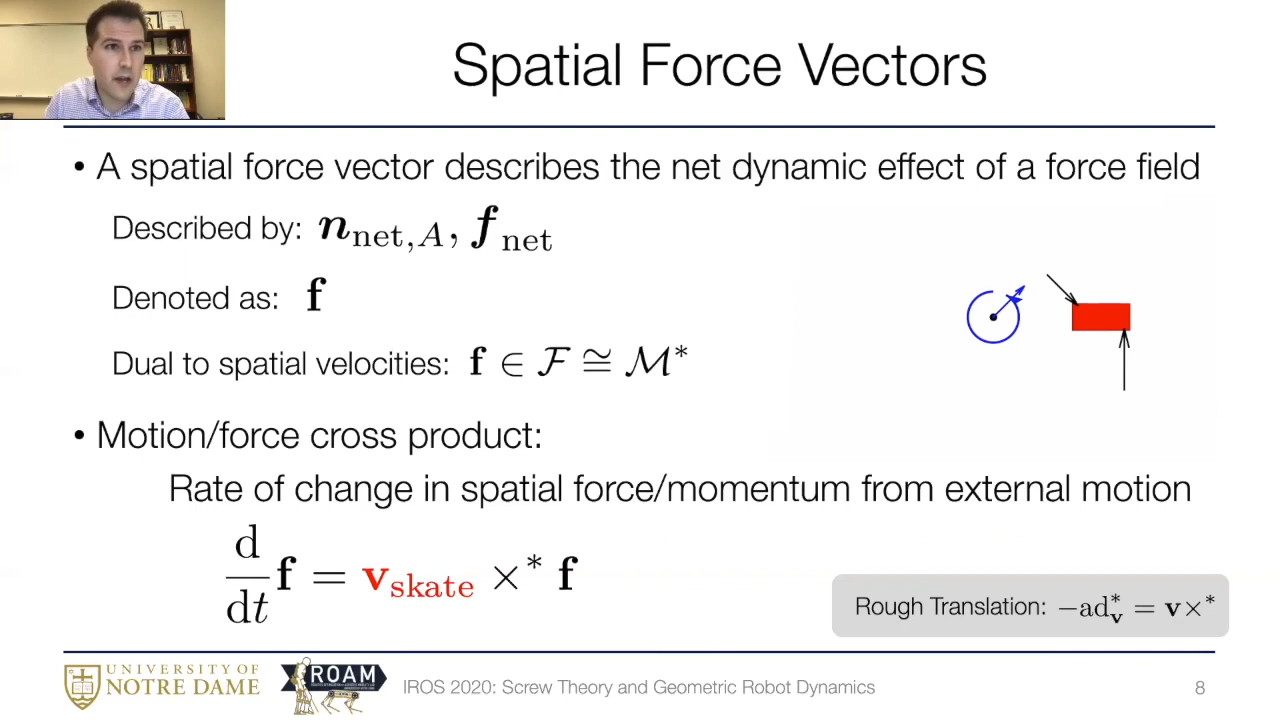 Spatial Force Vectors
• A spatial force vector describes the net dynamic effect of a force field
Described by: n_net,A, f_net
Denoted as: f
Dual to spatial velocities: f ∈ ℱ ≅ ℳ*
• Motion/force cross product:
Rate of change in spatial force/momentum from external motion
d/dt f = v_skate ×* f
Rough Translation: −ad*_v = v×*
UNIVERSITY OF
NOTRE DAME
ROAM
IROS 2020: Screw Theory and Geometric Robot Dynamics
8